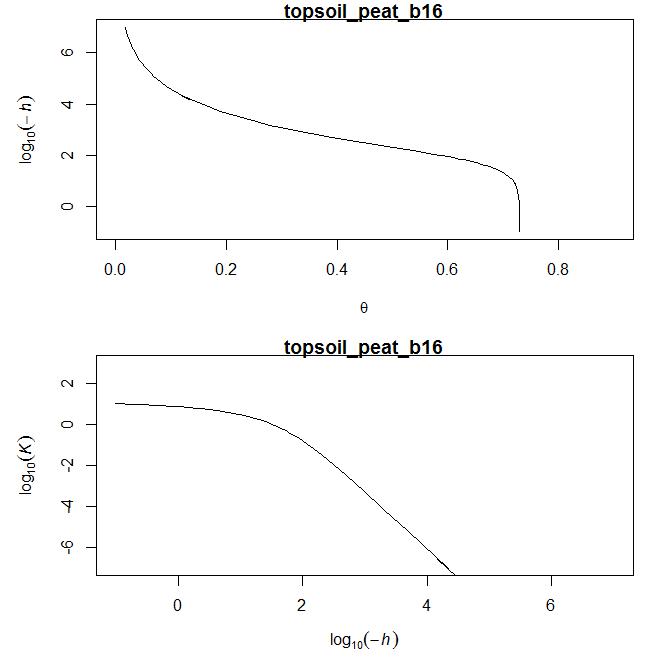 topsoil_peat_b16
log10(− h)
6
4
2
0
0.0 0.2 0.4 0.6 0.8
θ
topsoil_peat_b16
log10(K)
2
0
-2
-4
-6
0 2 4 6
log10(−h)